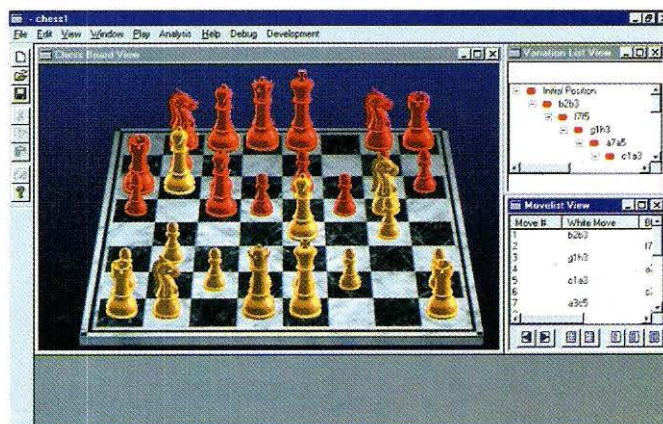 - chess1
File Edit View Window Play Analysis Help Debug Development
Chess Board View
Variation List View
Initial Position
b2b3
f7f5
g1h3
a7a5
c1a3
Movelist View
Move #. White Move
1 b2b3
2 f7
3 g1h3
4
5 c1a3
6
7 a3c5